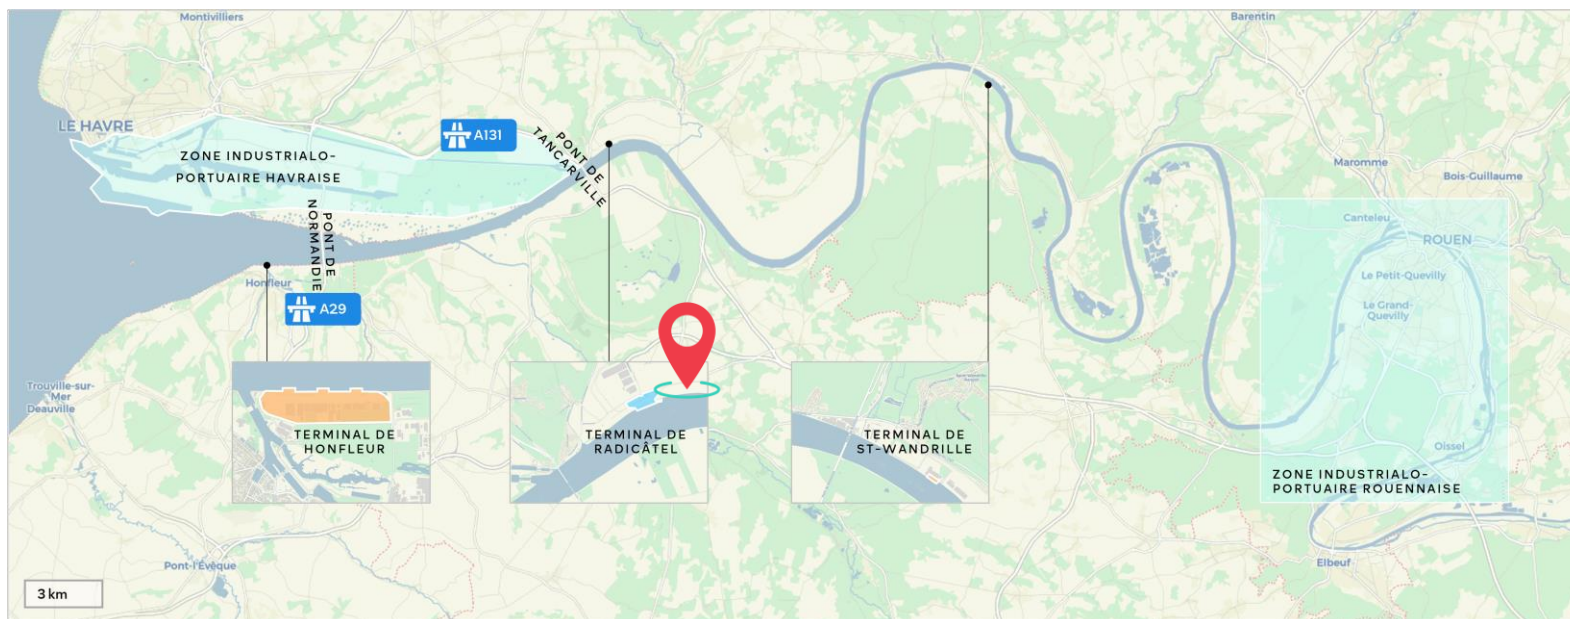 Montivilliers
Barentin
LE HAVRE
A131
ZONE INDUSTRIALO-
PORTUAIRE HAVRAISE
PONT DE
TANCARVILLE
PONT DE
NORMANDIE
Maromme
Bois-Guillaume
Canteleu
ROUEN
Le Petit-Quevilly
Le Grand-
Quevilly
Honfleur
A29
Trouville-sur-
Mer
Deauville
TERMINAL DE
HONFLEUR
TERMINAL DE
RADICÂTEL
TERMINAL DE
ST-WANDRILLE
Oissel
ZONE INDUSTRIALO-
PORTUAIRE ROUENNAISE
Pont-l'Évêque
Elbeuf
3 km